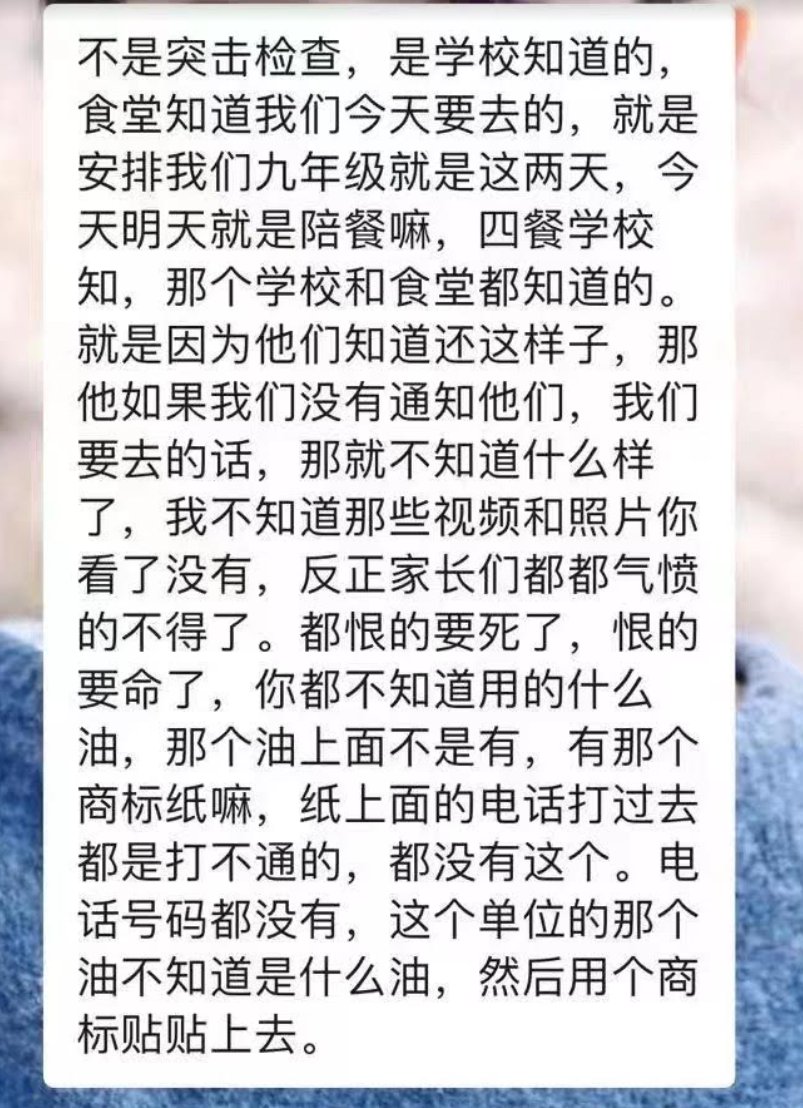 不是突击检查，是学校知道的，
食堂知道我们今天要去的，就是
安排我们九年级就是这两天，今
天明天就是陪餐嘛，四餐学校
知，那个学校和食堂都知道的。
就是因为他们知道还这样子，那
他如果我们没有通知他们，我们
要去的话，那就不知道什么样
了，我不知道那些视频和照片你
看了没有，反正家长们都都气愤
的不得了。都恨的要死了，恨的
要命了，你都不知道用的什么
油，那个油上面不是有，有那个
商标纸嘛，纸上面的电话打过去
都是打不通的，都没有这个。电
话号码都没有，这个单位的那个
油不知道是什么油，然后用个商
标贴贴上去。